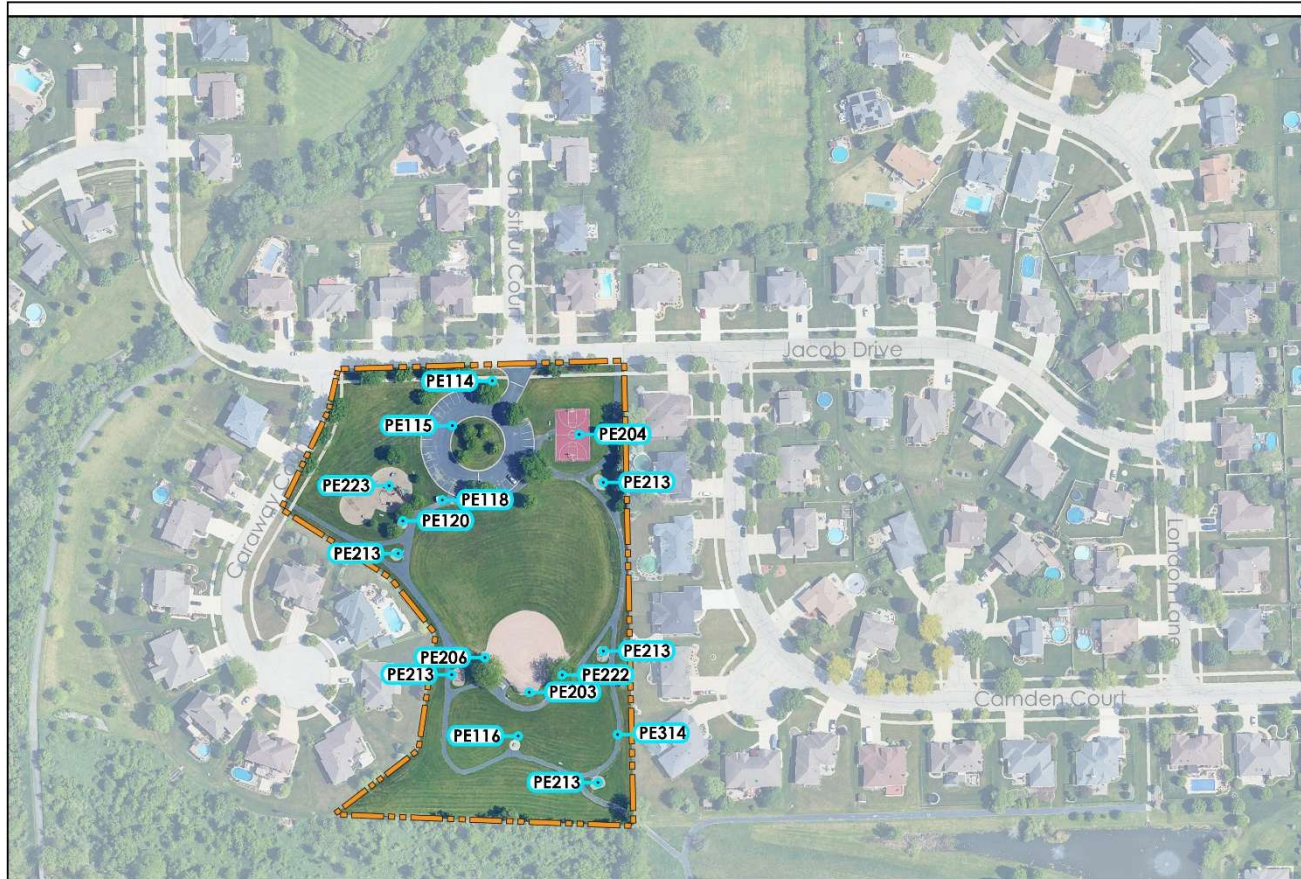 Chestnut Court
Jacob Drive
PE114
PE115
PE204
PE213
PE223
PE118
PE120
PE213
Caraway
London Lane
PE213
PE206
PE213
PE222
PE203
Camden Court
PE116
PE314
PE213